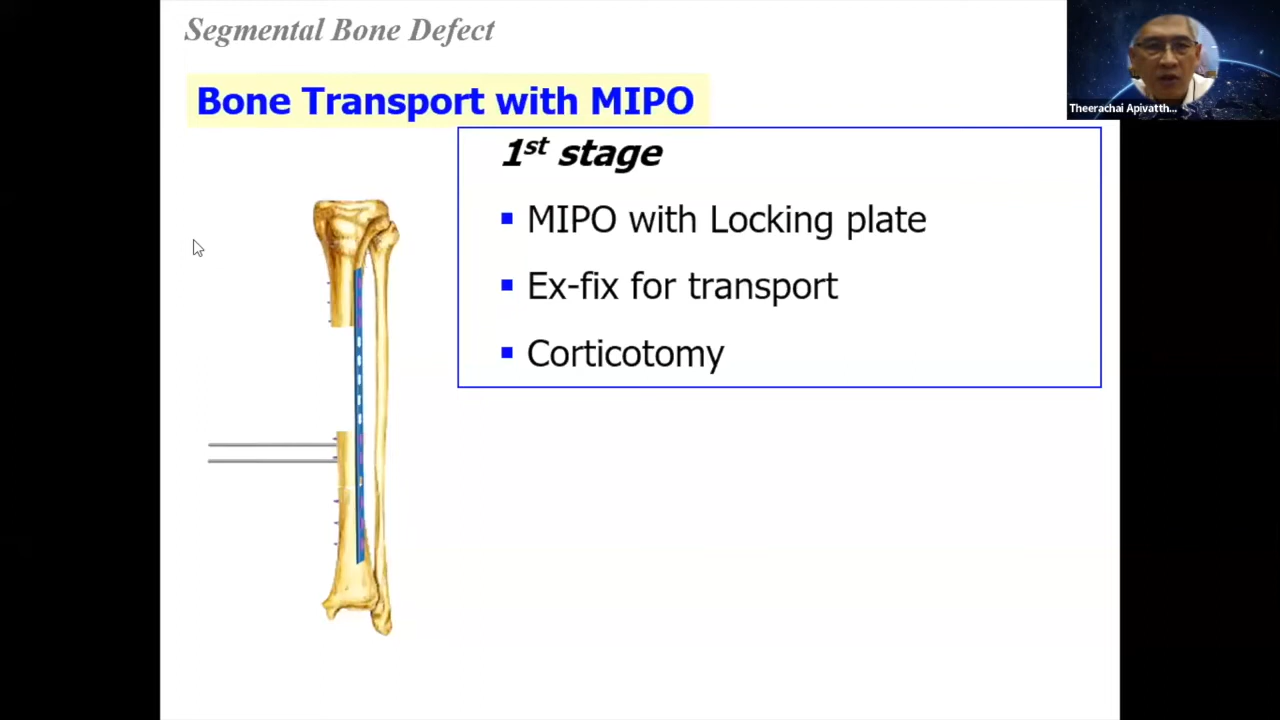 Segmental Bone Defect
Theerachai Apivatth...
Bone Transport with MIPO
1st stage
▪ MIPO with Locking plate
▪ Ex-fix for transport
▪ Corticotomy